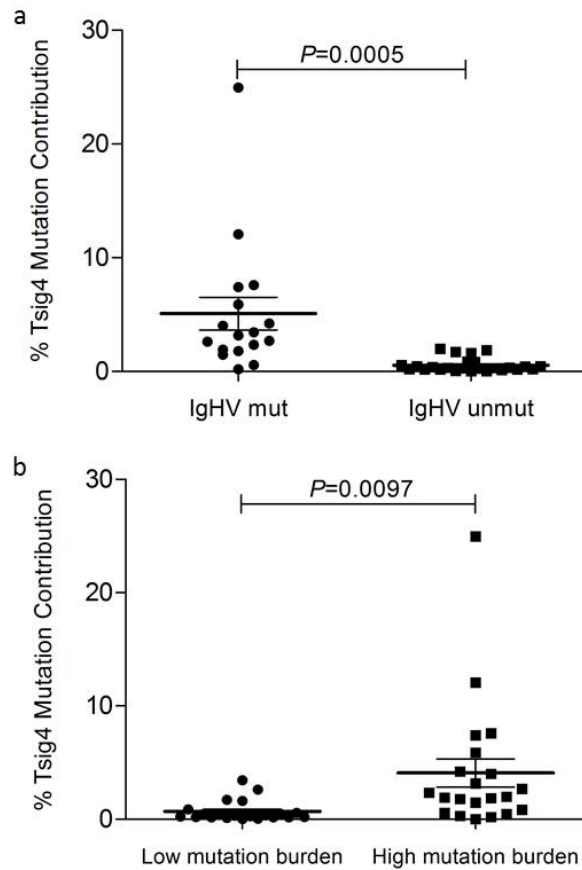 a
% Tsig4 Mutation Contribution
30
20
10
0
P=0.0005
IgHV mut
IgHV unmut
b
% Tsig4 Mutation Contribution
30
20
10
0
P=0.0097
Low mutation burden
High mutation burden